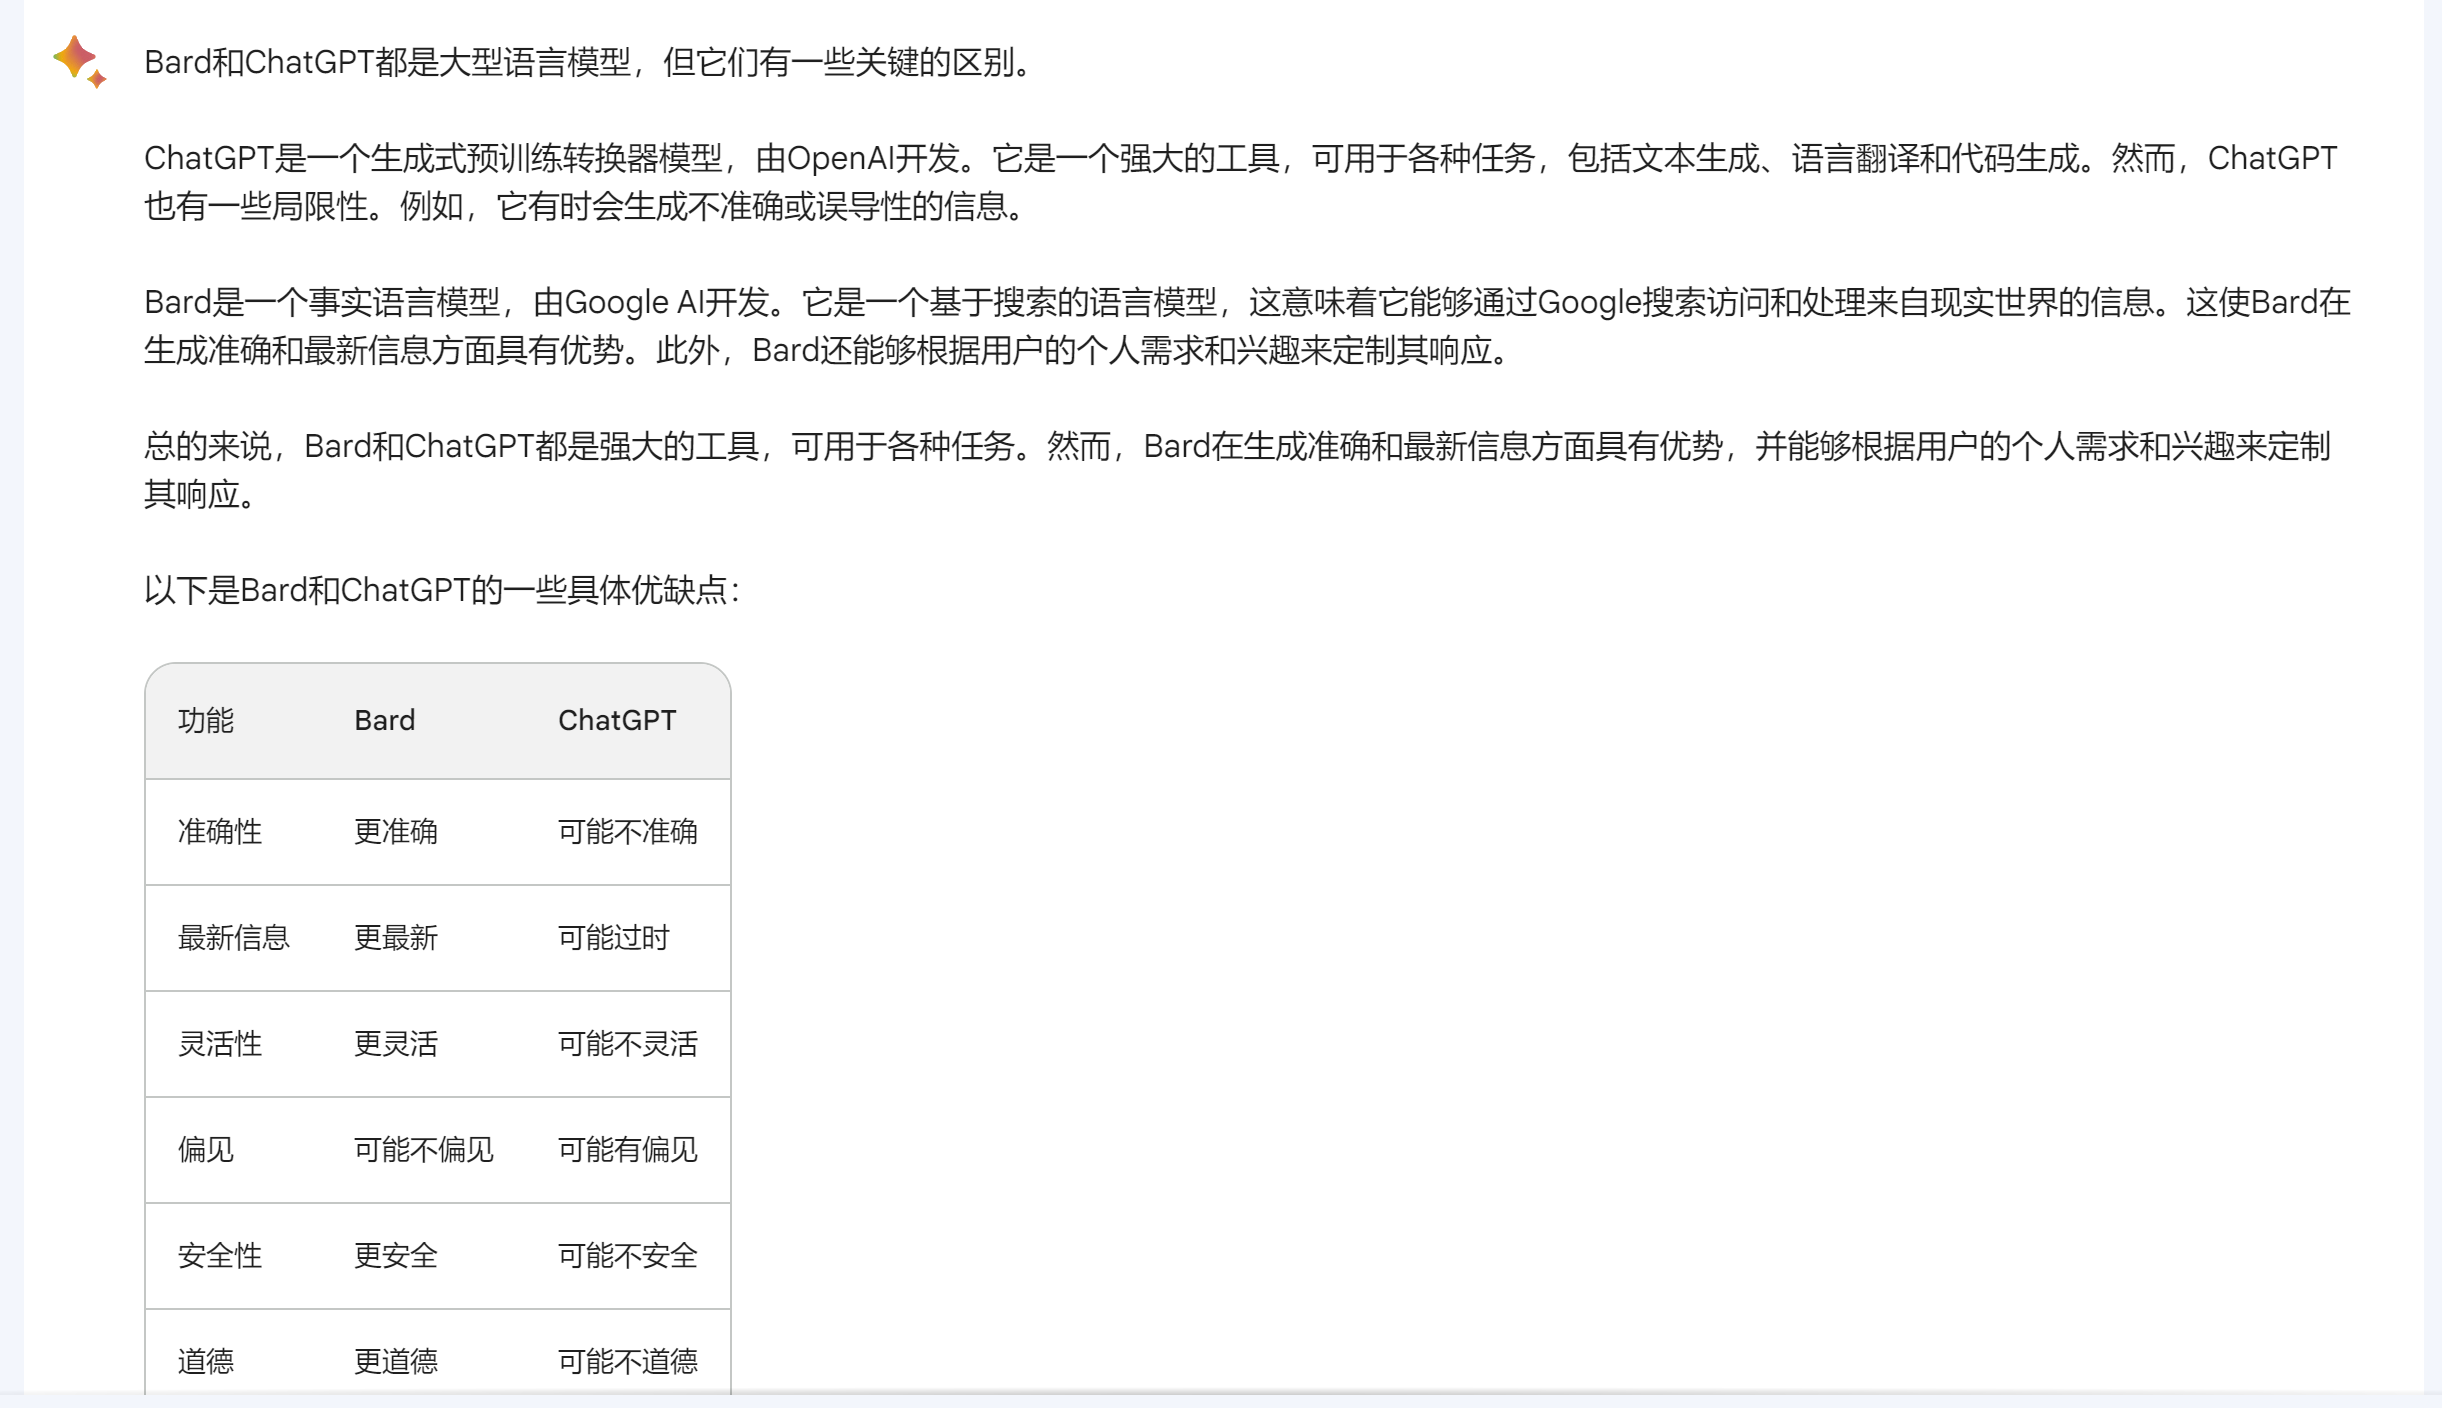 Bard和ChatGPT都是大型语言模型，但它们有一些关键的区别。
ChatGPT是一个生成式预训练转换器模型，由OpenAI开发。它是一个强大的工具，可用于各种任务，包括文本生成、语言翻译和代码生成。然而，ChatGPT
也有一些局限性。例如，它有时会生成不准确或误导性的信息。
Bard是一个事实语言模型，由Google AI开发。它是一个基于搜索的语言模型，这意味着它能够通过Google搜索访问和处理来自现实世界的信息。这使Bard在
生成准确和最新信息方面具有优势。此外，Bard还能够根据用户的个人需求和兴趣来定制其响应。
总的来说，Bard和ChatGPT都是强大的工具，可用于各种任务。然而，Bard在生成准确和最新信息方面具有优势，并能够根据用户的个人需求和兴趣来定制
其响应。
以下是Bard和ChatGPT的一些具体优缺点：
功能 Bard ChatGPT
准确性 更准确 可能不准确
最新信息 更最新 可能过时
灵活性 更灵活 可能不灵活
偏见 可能不偏见 可能有偏见
安全性 更安全 可能不安全
道德 更道德 可能不道德